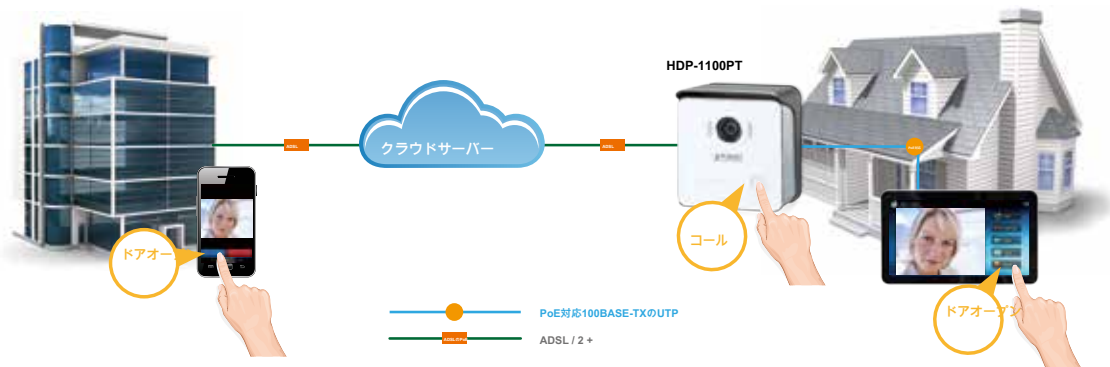 HDP-1100PT
クラウドサーバー
ADSL
ADSL
ドアオー
コール
ドアオープン
PoE対応100BASE-TXのUTP
ADSL / 2 +